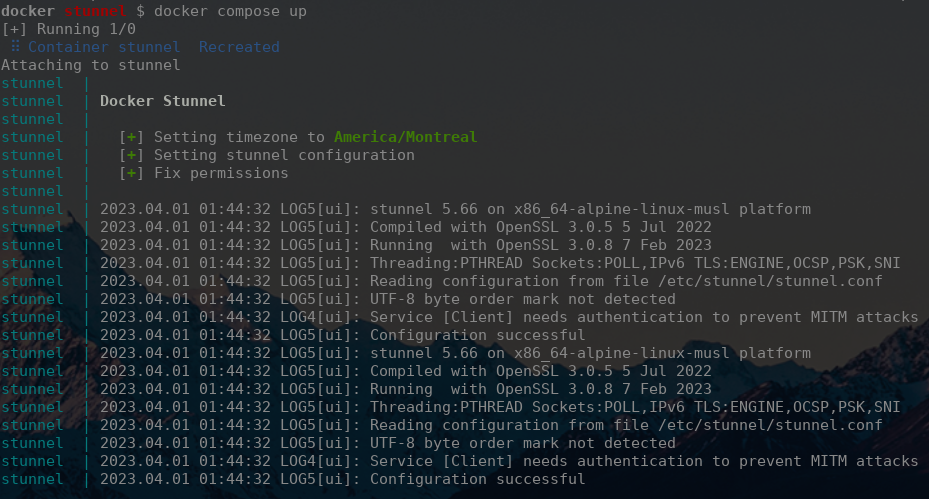 docker stunnel $ docker compose up
[+] Running 1/0
⠿ Container stunnel  Recreated
Attaching to stunnel
stunnel  |
stunnel  | Docker Stunnel
stunnel  |
stunnel  |   [+] Setting timezone to America/Montreal
stunnel  |   [+] Setting stunnel configuration
stunnel  |   [+] Fix permissions
stunnel  |
stunnel  | 2023.04.01 01:44:32 LOG5[ui]: stunnel 5.66 on x86_64-alpine-linux-musl platform
stunnel  | 2023.04.01 01:44:32 LOG5[ui]: Compiled with OpenSSL 3.0.5 5 Jul 2022
stunnel  | 2023.04.01 01:44:32 LOG5[ui]: Running  with OpenSSL 3.0.8 7 Feb 2023
stunnel  | 2023.04.01 01:44:32 LOG5[ui]: Threading:PTHREAD Sockets:POLL,IPv6 TLS:ENGINE,OCSP,PSK,SNI
stunnel  | 2023.04.01 01:44:32 LOG5[ui]: Reading configuration from file /etc/stunnel/stunnel.conf
stunnel  | 2023.04.01 01:44:32 LOG5[ui]: UTF-8 byte order mark not detected
stunnel  | 2023.04.01 01:44:32 LOG4[ui]: Service [Client] needs authentication to prevent MITM attacks
stunnel  | 2023.04.01 01:44:32 LOG5[ui]: Configuration successful
stunnel  | 2023.04.01 01:44:32 LOG5[ui]: stunnel 5.66 on x86_64-alpine-linux-musl platform
stunnel  | 2023.04.01 01:44:32 LOG5[ui]: Compiled with OpenSSL 3.0.5 5 Jul 2022
stunnel  | 2023.04.01 01:44:32 LOG5[ui]: Running  with OpenSSL 3.0.8 7 Feb 2023
stunnel  | 2023.04.01 01:44:32 LOG5[ui]: Threading:PTHREAD Sockets:POLL,IPv6 TLS:ENGINE,OCSP,PSK,SNI
stunnel  | 2023.04.01 01:44:32 LOG5[ui]: Reading configuration from file /etc/stunnel/stunnel.conf
stunnel  | 2023.04.01 01:44:32 LOG5[ui]: UTF-8 byte order mark not detected
stunnel  | 2023.04.01 01:44:32 LOG4[ui]: Service [Client] needs authentication to prevent MITM attacks
stunnel  | 2023.04.01 01:44:32 LOG5[ui]: Configuration successful